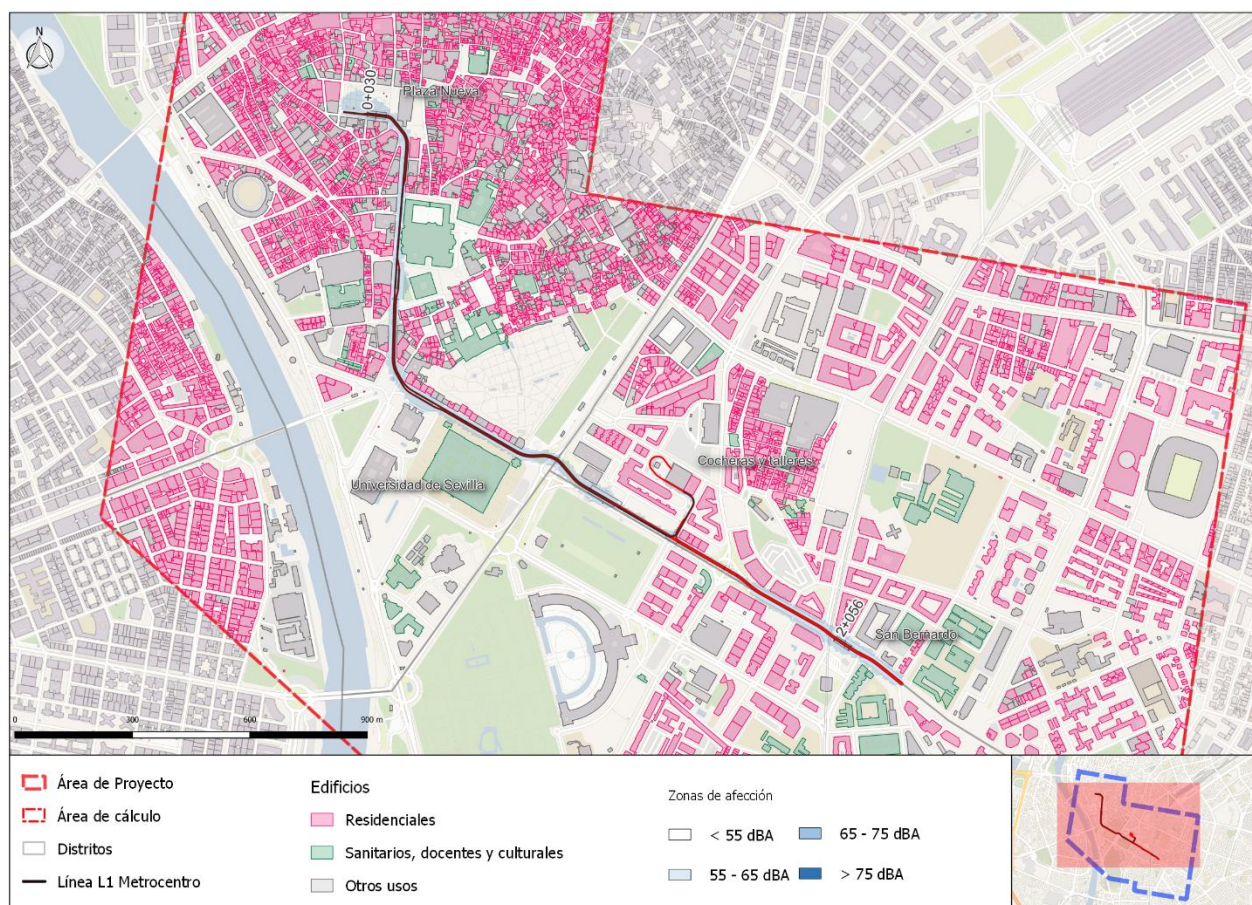 N
0+030
Plaza Nueva
Cocheras y talleres
Universidad de Sevilla
2+056
San Bernardo
0 300 600 900 m
Área de Proyecto
Área de cálculo
Distritos
Línea L1 Metrocentro
Edificios
Residenciales
Sanitarios, docentes y culturales
Otros usos
Zonas de afección
< 55 dBA
65 - 75 dBA
55 - 65 dBA
> 75 dBA